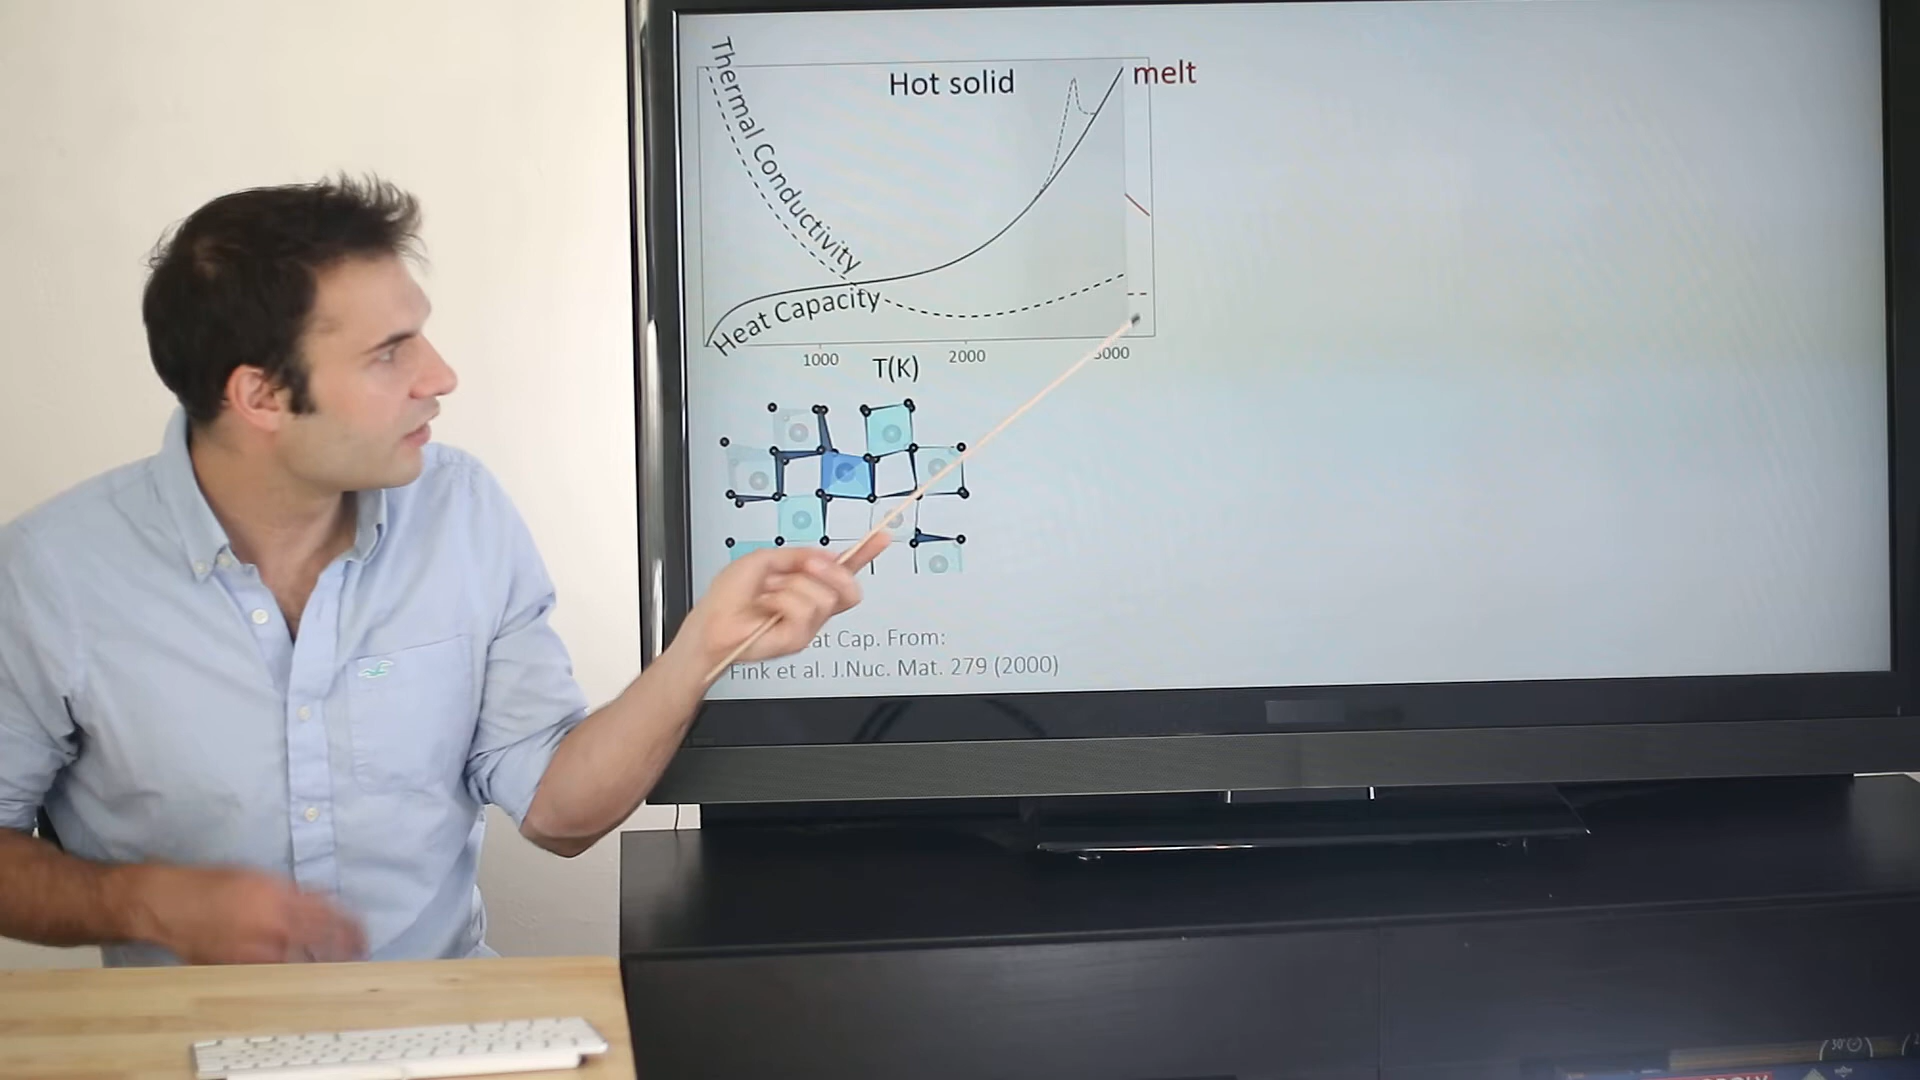 Hot solid
melt
Thermal Conductivity
Heat Capacity
1000
2000
3000
T(K)
at Cap. From:
Fink et al. J.Nuc. Mat. 279 (2000)